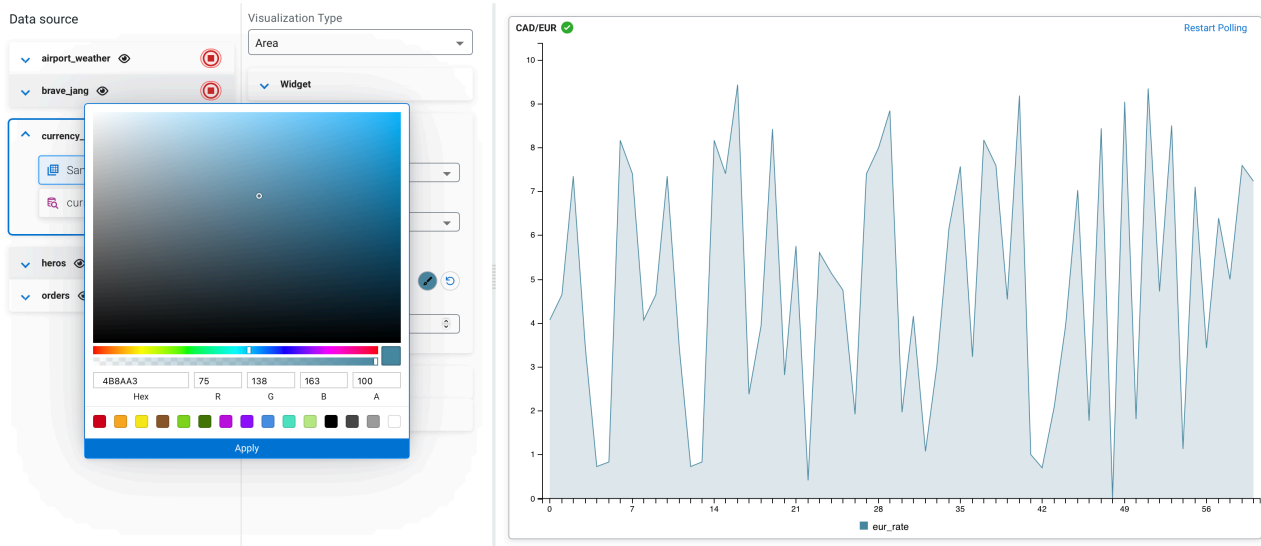 Data source
airport_weather
brave_jang
currency_
San
curr
heros
orders
Visualization Type
Area
Widget
4B8AA3 75 138 163 100
Hex R G B A
Apply
CAD/EUR
Restart Polling
10
9
8
7
6
5
4
3
2
1
0
0 7 14 21 28 35 42 49 56
eur_rate